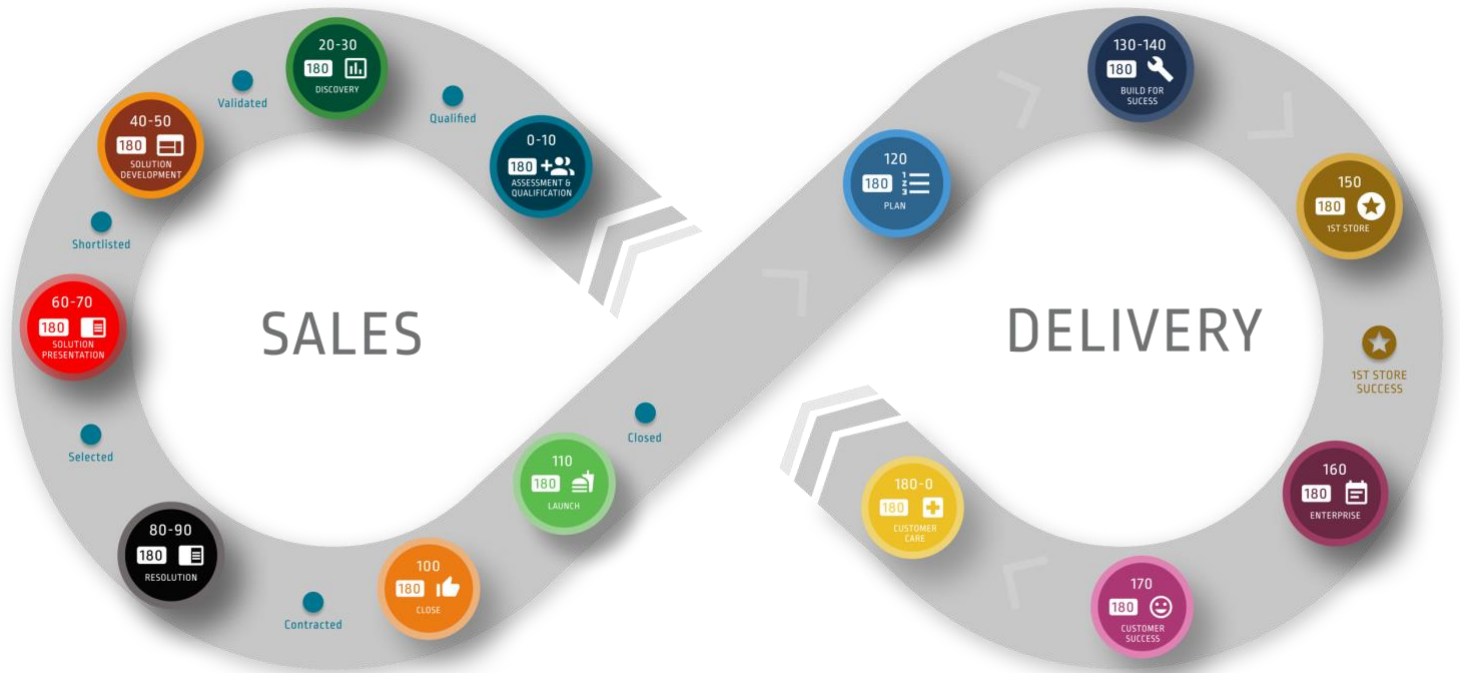 0-10
180
ASSESSMENT &
QUALIFICATION
Qualified
20-30
180
DISCOVERY
Validated
40-50
180
SOLUTION
DEVELOPMENT
Shortlisted
60-70
180
SOLUTION
PRESENTATION
Selected
80-90
180
RESOLUTION
Contracted
100
180
CLOSE
110
180
LAUNCH
Closed
SALES
120
180
1
2
3
PLAN
130-140
180
BUILD FOR
SUCESS
150
180
1ST STORE
1ST STORE
SUCCESS
160
180
ENTERPRISE
170
180
CUSTOMER
SUCCESS
180-0
180
CUSTOMER
CARE
DELIVERY